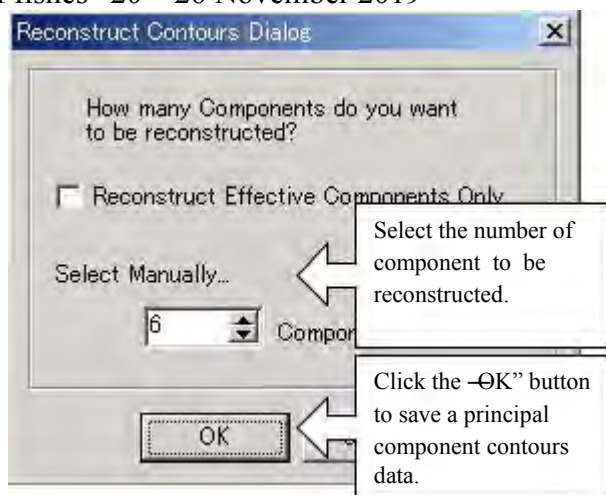 fishes 20 26 November 2019
Reconstruct Contours Dialog
How many Components do you want
to be reconstructed?
Reconstruct Effective Components Only
Select the number of
component to be
reconstructed.
Select Manually...
6
Click the -OK” button
to save a principal
component contours
data.
OK